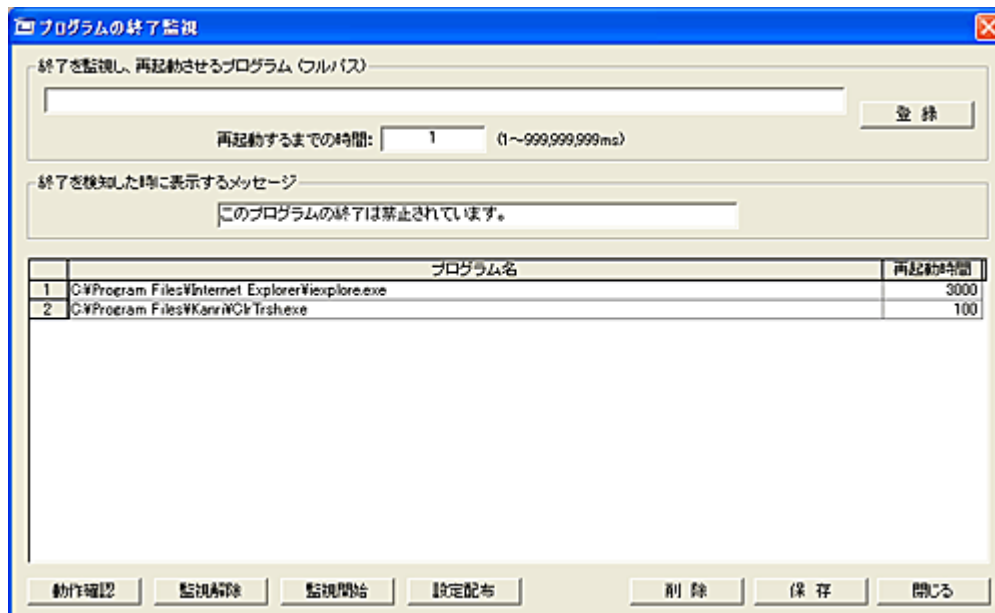 プログラムの終了監視
終了を監視し、再起動させるプログラム（フルパス）
登 録
再起動するまでの時間: 1 (1～999,999,999ms)
終了を検知した時に表示するメッセージ
このプログラムの終了は禁止されています。
プログラム名 再起動時間
1 C:¥Program Files¥Internet Explorer¥iexplore.exe 3000
2 C:¥Program Files¥Kanri¥ClrTrsh.exe 100
動作確認 監視解除 監視開始 設定配布 削 除 保 存 閉じる